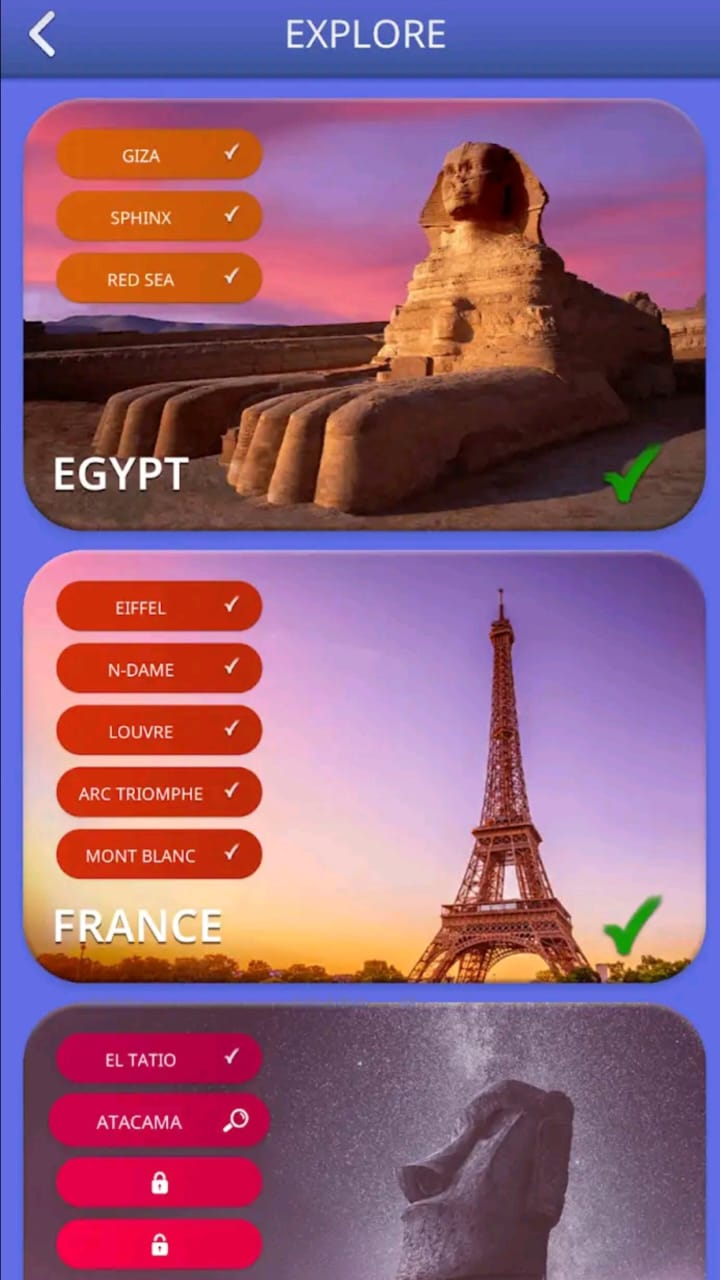 EXPLORE
GIZA
SPHINX
RED SEA
EGYPT
EIFFEL
N-DAME
LOUVRE
ARC TRIOMPHE
MONT BLANC
FRANCE
EL TATIO
ATACAMA